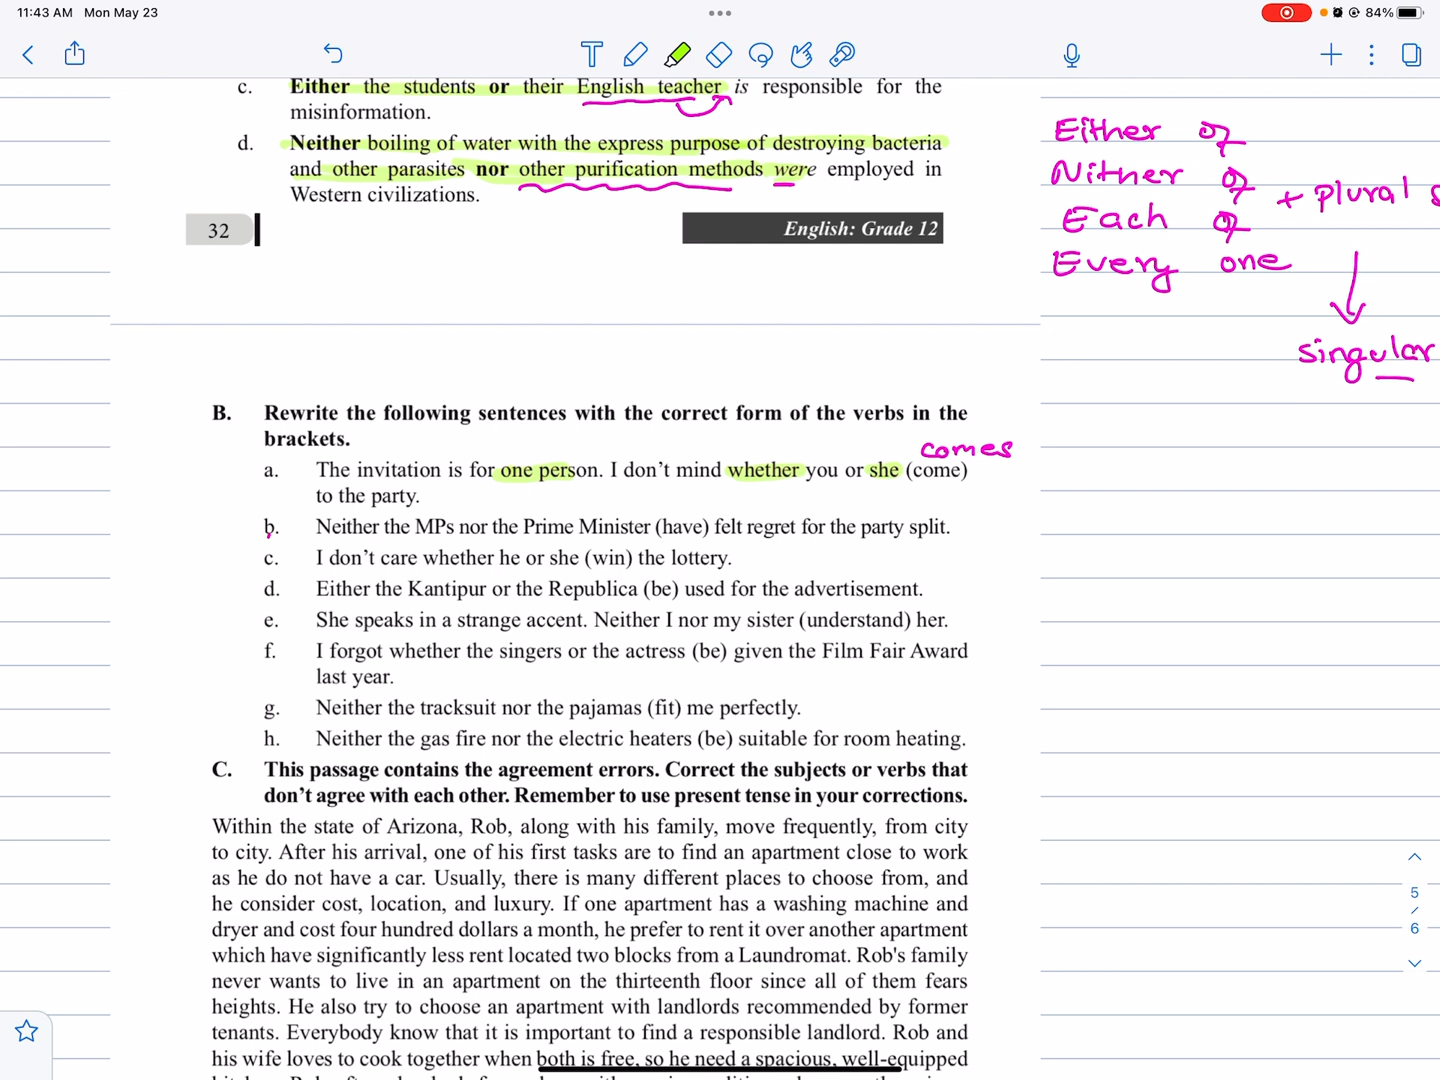 11:43 AM Mon May 23
84%
c. Either the students or their English teacher is responsible for the
misinformation.
d. Neither boiling of water with the express purpose of destroying bacteria
and other parasites nor other purification methods were employed in
Western civilizations.
32
English: Grade 12
Either of
Nither of
Each of
Every one
+ plural s
singular
B. Rewrite the following sentences with the correct form of the verbs in the
brackets.
comes
a. The invitation is for one person. I don't mind whether you or she (come)
to the party.
b. Neither the MPs nor the Prime Minister (have) felt regret for the party split.
c. I don't care whether he or she (win) the lottery.
d. Either the Kantipur or the Republica (be) used for the advertisement.
e. She speaks in a strange accent. Neither I nor my sister (understand) her.
f. I forgot whether the singers or the actress (be) given the Film Fair Award
last year.
g. Neither the tracksuit nor the pajamas (fit) me perfectly.
h. Neither the gas fire nor the electric heaters (be) suitable for room heating.
C. This passage contains the agreement errors. Correct the subjects or verbs that
don't agree with each other. Remember to use present tense in your corrections.
Within the state of Arizona, Rob, along with his family, move frequently, from city
to city. After his arrival, one of his first tasks are to find an apartment close to work
as he do not have a car. Usually, there is many different places to choose from, and
he consider cost, location, and luxury. If one apartment has a washing machine and
dryer and cost four hundred dollars a month, he prefer to rent it over another apartment
which have significantly less rent located two blocks from a Laundromat. Rob's family
never wants to live in an apartment on the thirteenth floor since all of them fears
heights. He also try to choose an apartment with landlords recommended by former
tenants. Everybody know that it is important to find a responsible landlord. Rob and
his wife loves to cook together when both is free, so he need a spacious, well-equipped
5
/
6